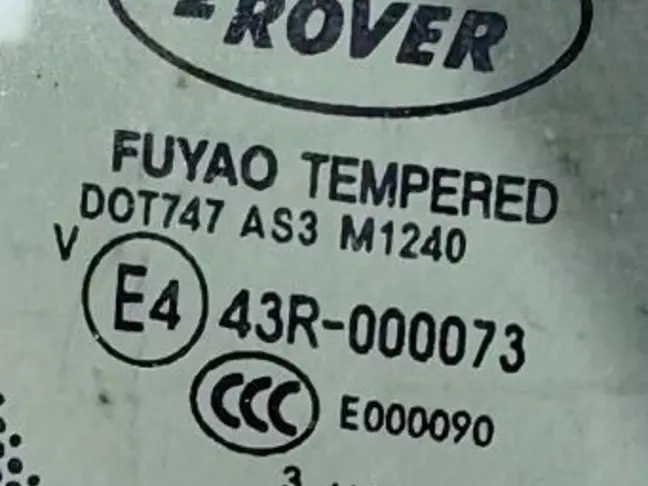 ROVER
FUYAO TEMPERED
DOT747 AS3 M1240
V
E4 43R-000073
CCC E000090
3